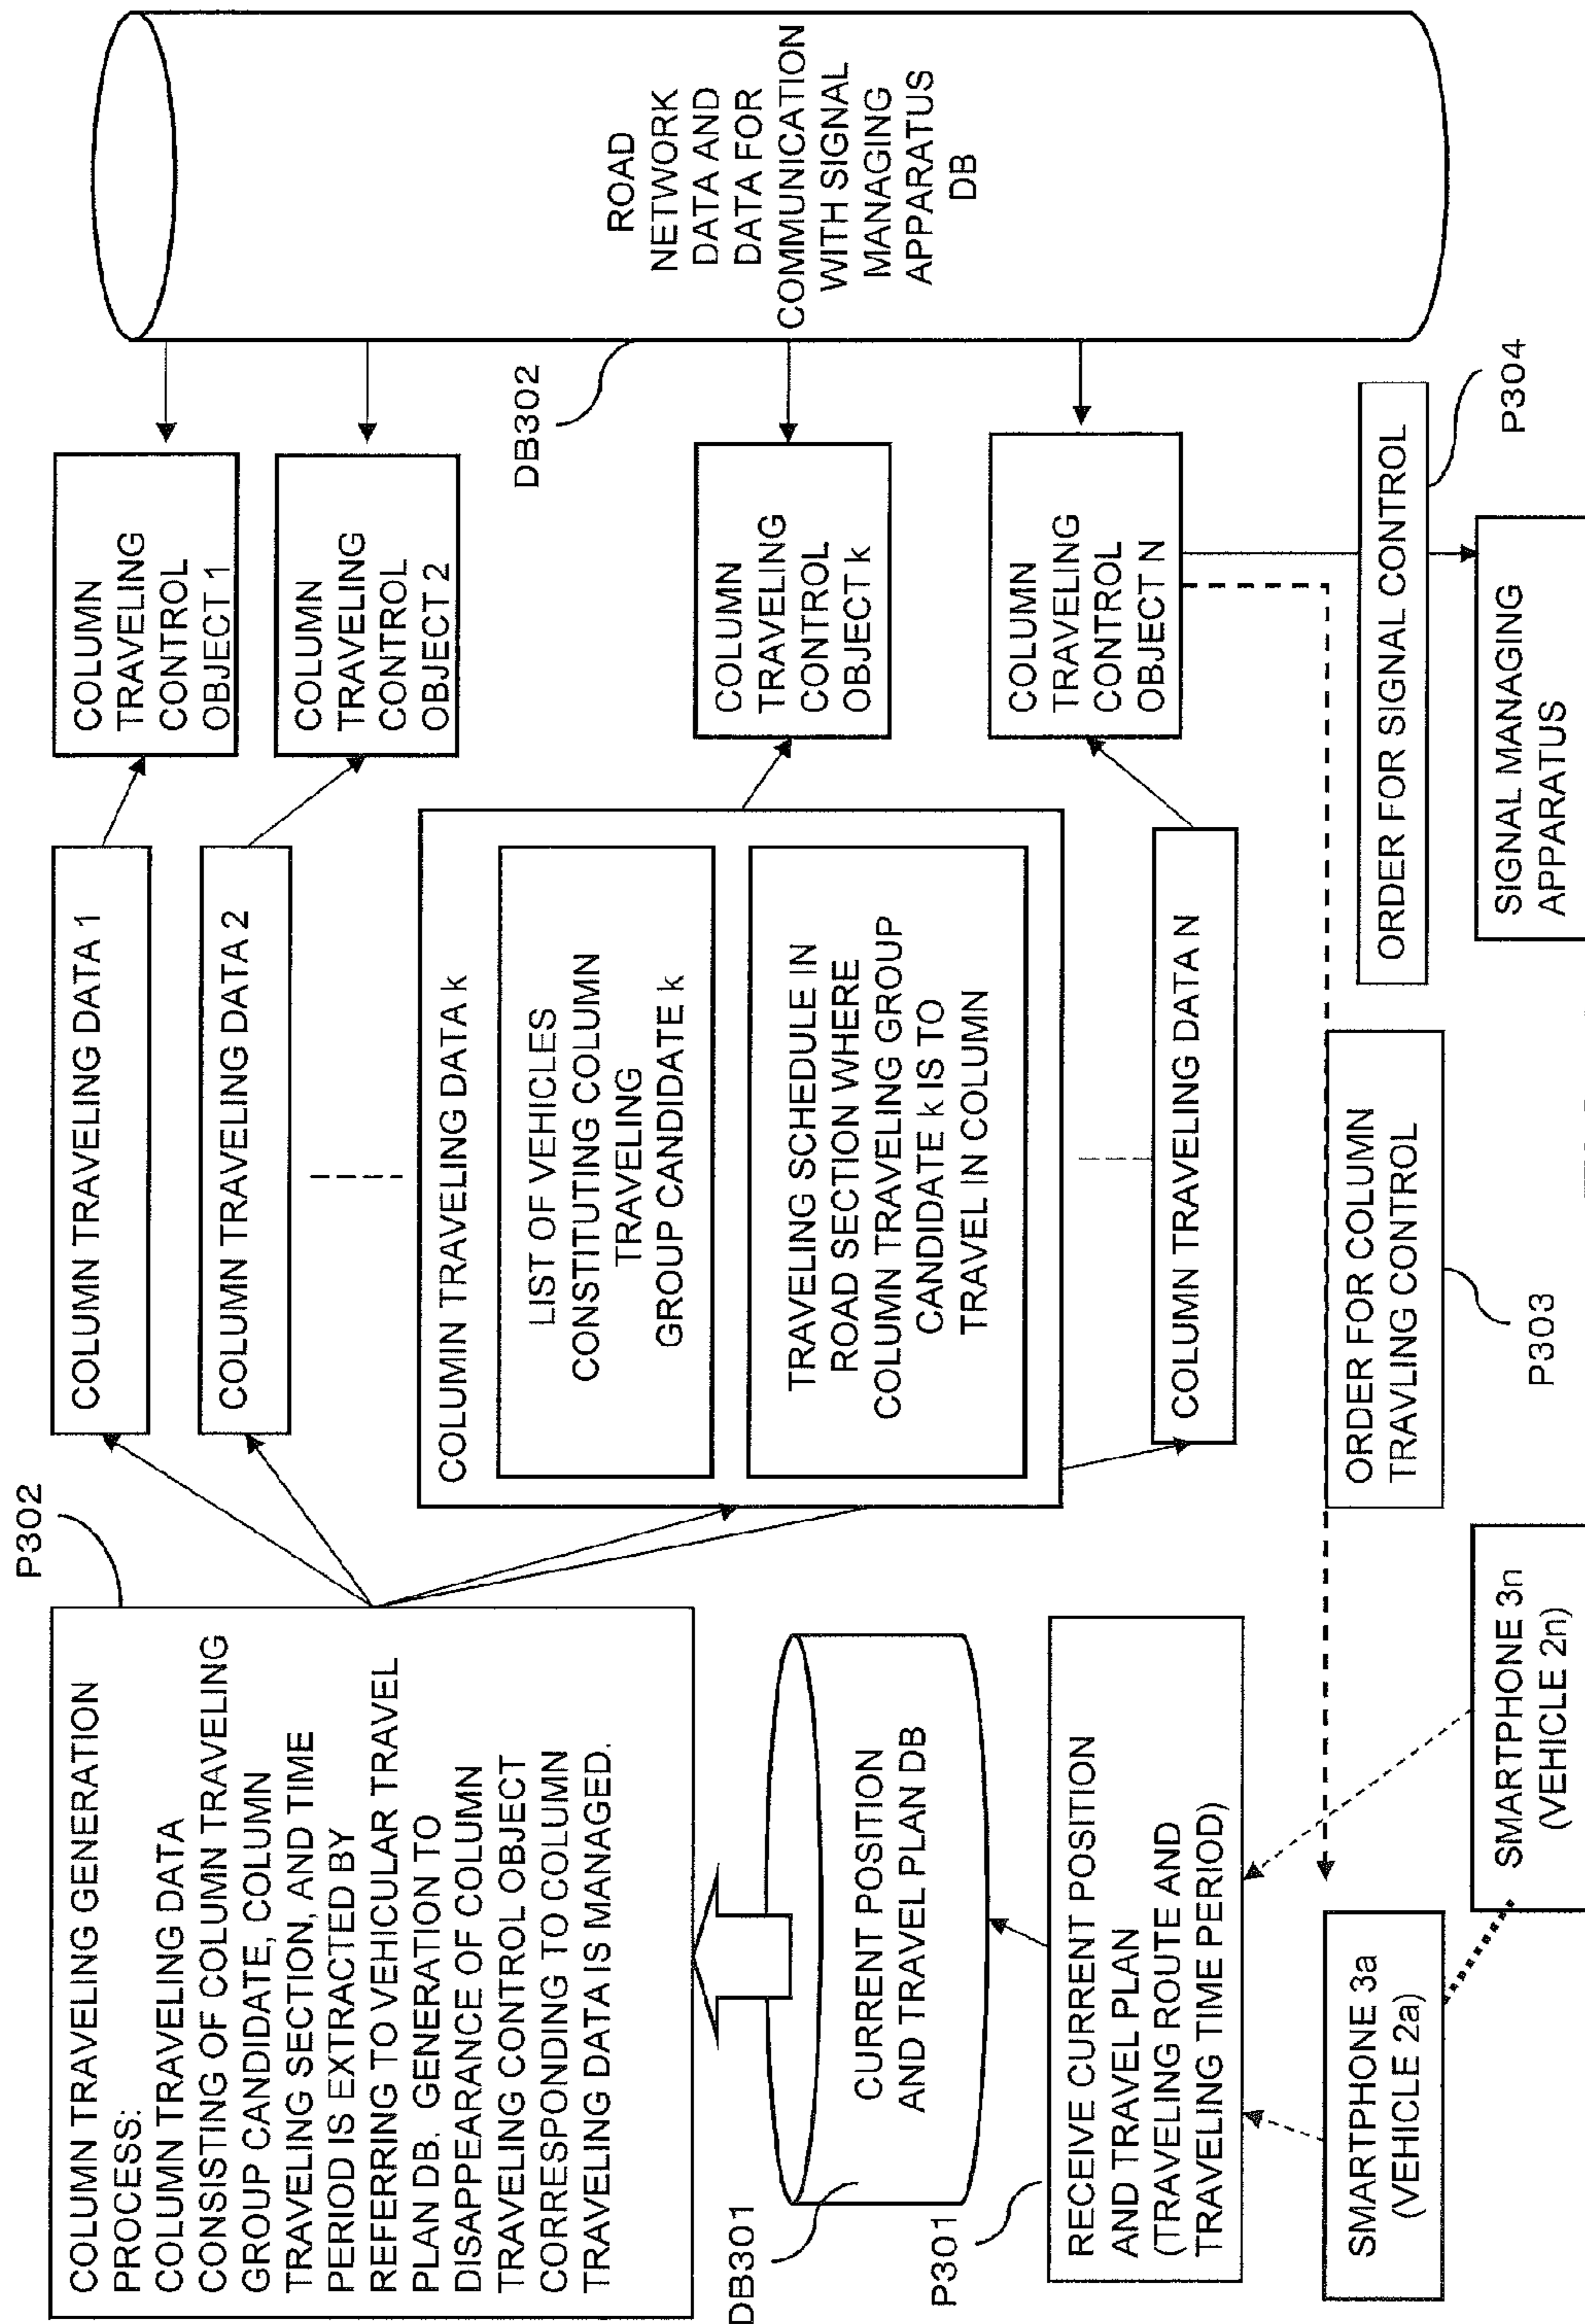 P302
COLUMN TRAVELING GENERATION
PROCESS:
COLUMN TRAVELING DATA
CONSISTING OF COLUMN TRAVELING
GROUP CANDIDATE, COLUMN
TRAVELING SECTION, AND TIME
PERIOD IS EXTRACTED BY
REFERRING TO VEHICULAR TRAVEL
PLAN DB. GENERATION TO
DISAPPEARANCE OF COLUMN
TRAVELING CONTROL OBJECT
CORRESPONDING TO COLUMN
TRAVELING DATA IS MANAGED.
DB301
CURRENT POSITION
AND TRAVEL PLAN DB
P301
RECEIVE CURRENT POSITION
AND TRAVEL PLAN
(TRAVELING ROUTE AND
TRAVELING TIME PERIOD)
SMARTPHONE 3a
(VEHICLE 2a)
SMARTPHONE 3n
(VEHICLE 2n)
COLUMN TRAVELING DATA 1
COLUMN TRAVELING DATA 2
COLUMN TRAVELING DATA k
LIST OF VEHICLES
CONSTITUTING COLUMN
TRAVELING
GROUP CANDIDATE k
TRAVELING SCHEDULE IN
ROAD SECTION WHERE
COLUMN TRAVELING GROUP
CANDIDATE k IS TO
TRAVEL IN COLUMN
COLUMN TRAVELING DATA N
ORDER FOR COLUMN
TRAVLING CONTROL
P303
COLUMN
TRAVELING
CONTROL
OBJECT 1
COLUMN
TRAVELING
CONTROL
OBJECT 2
COLUMN
TRAVELING
CONTROL
OBJECT k
COLUMN
TRAVELING
CONTROL
OBJECT N
DB302
ORDER FOR SIGNAL CONTROL
P304
SIGNAL MANAGING
APPARATUS
ROAD
NETWORK
DATA AND
DATA FOR
COMMUNICATION
WITH SIGNAL
MANAGING
APPARATUS
DB